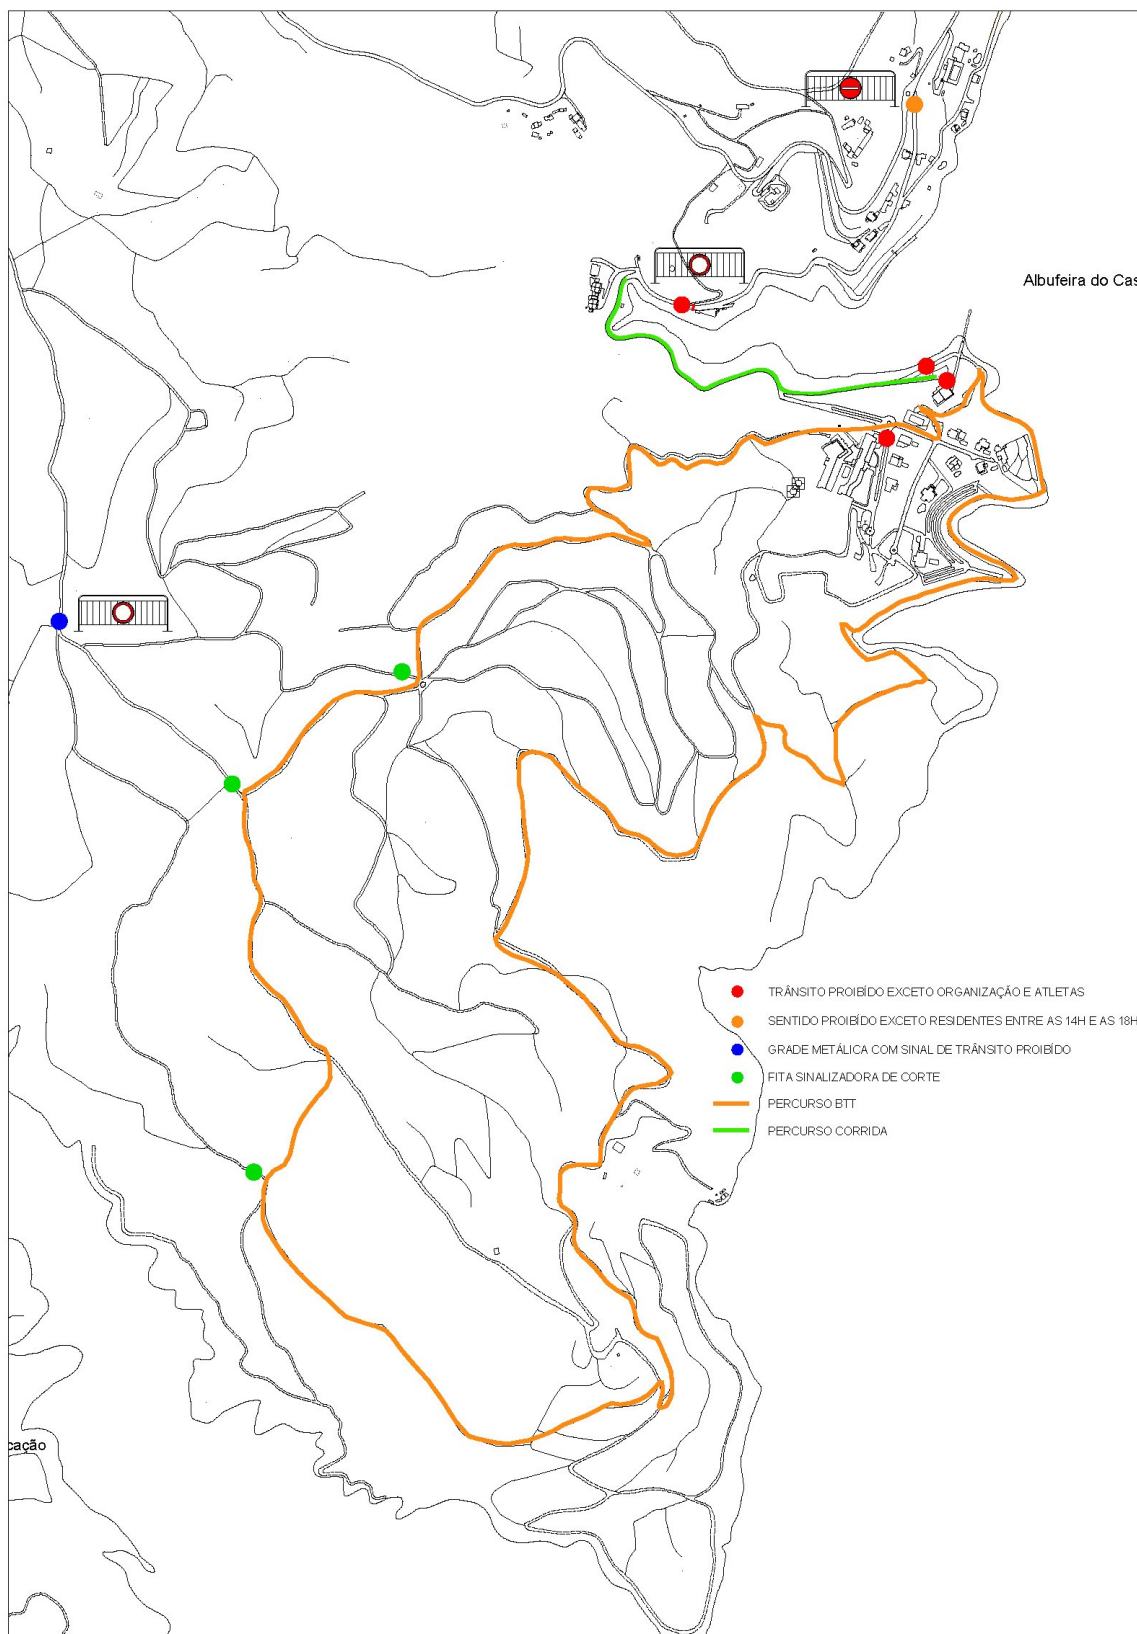 Albufeira do Cas
TRÂNSITO PROIBÍDO EXCETO ORGANIZAÇÃO E ATLETAS
SENTIDO PROIBÍDO EXCETO RESIDENTES ENTRE AS 14H E AS 18H
GRADE METÁLICA COM SINAL DE TRÂNSITO PROIBÍDO
FITA SINALIZADORA DE CORTE
PERCURSO BTT
PERCURSO CORRIDA
cação